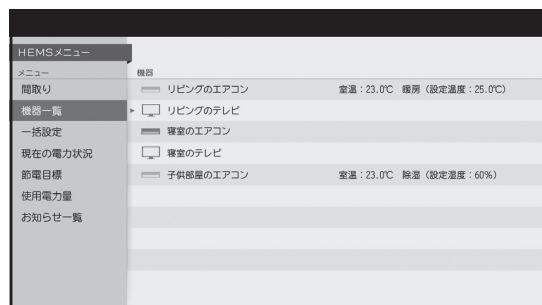 HEMSメニュー
メニュー
機器
間取り
リビングのエアコン 室温：23.0℃ 暖房（設定温度：25.0℃）
機器一覧
リビングのテレビ
一括設定
寝室のエアコン
現在の電力状況
寝室のテレビ
節電目標
子供部屋のエアコン 室温：23.0℃ 除湿（設定湿度：60%）
使用電力量
お知らせ一覧